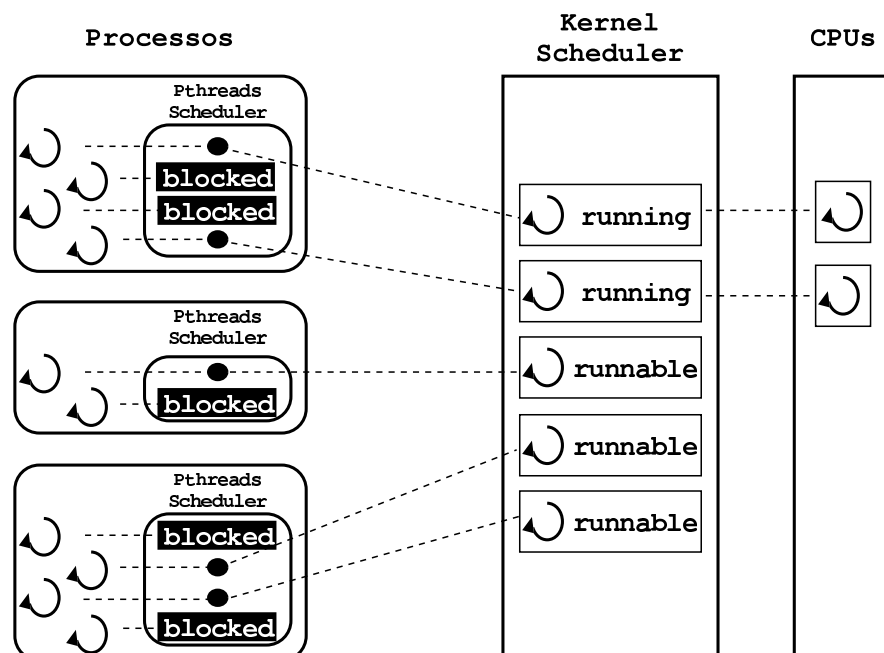 Processos
Kernel
Scheduler
CPUs
Pthreads
Scheduler
blocked
blocked
running
running
Pthreads
Scheduler
blocked
runnable
runnable
runnable
Pthreads
Scheduler
blocked
blocked